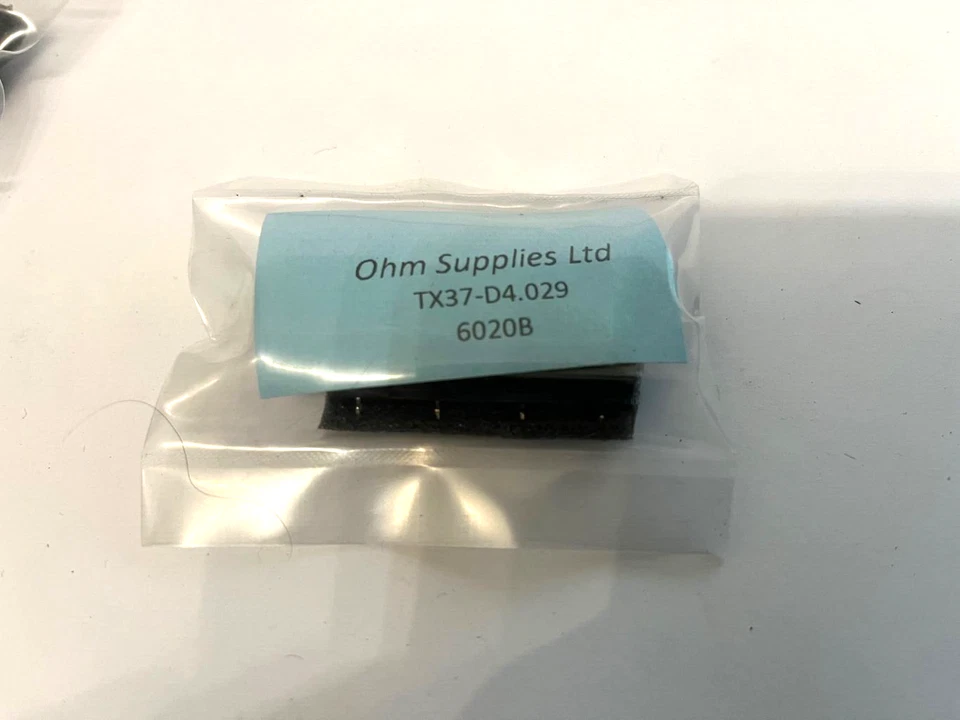 Ohm Supplies Ltd
TX37-D4.029
6020B